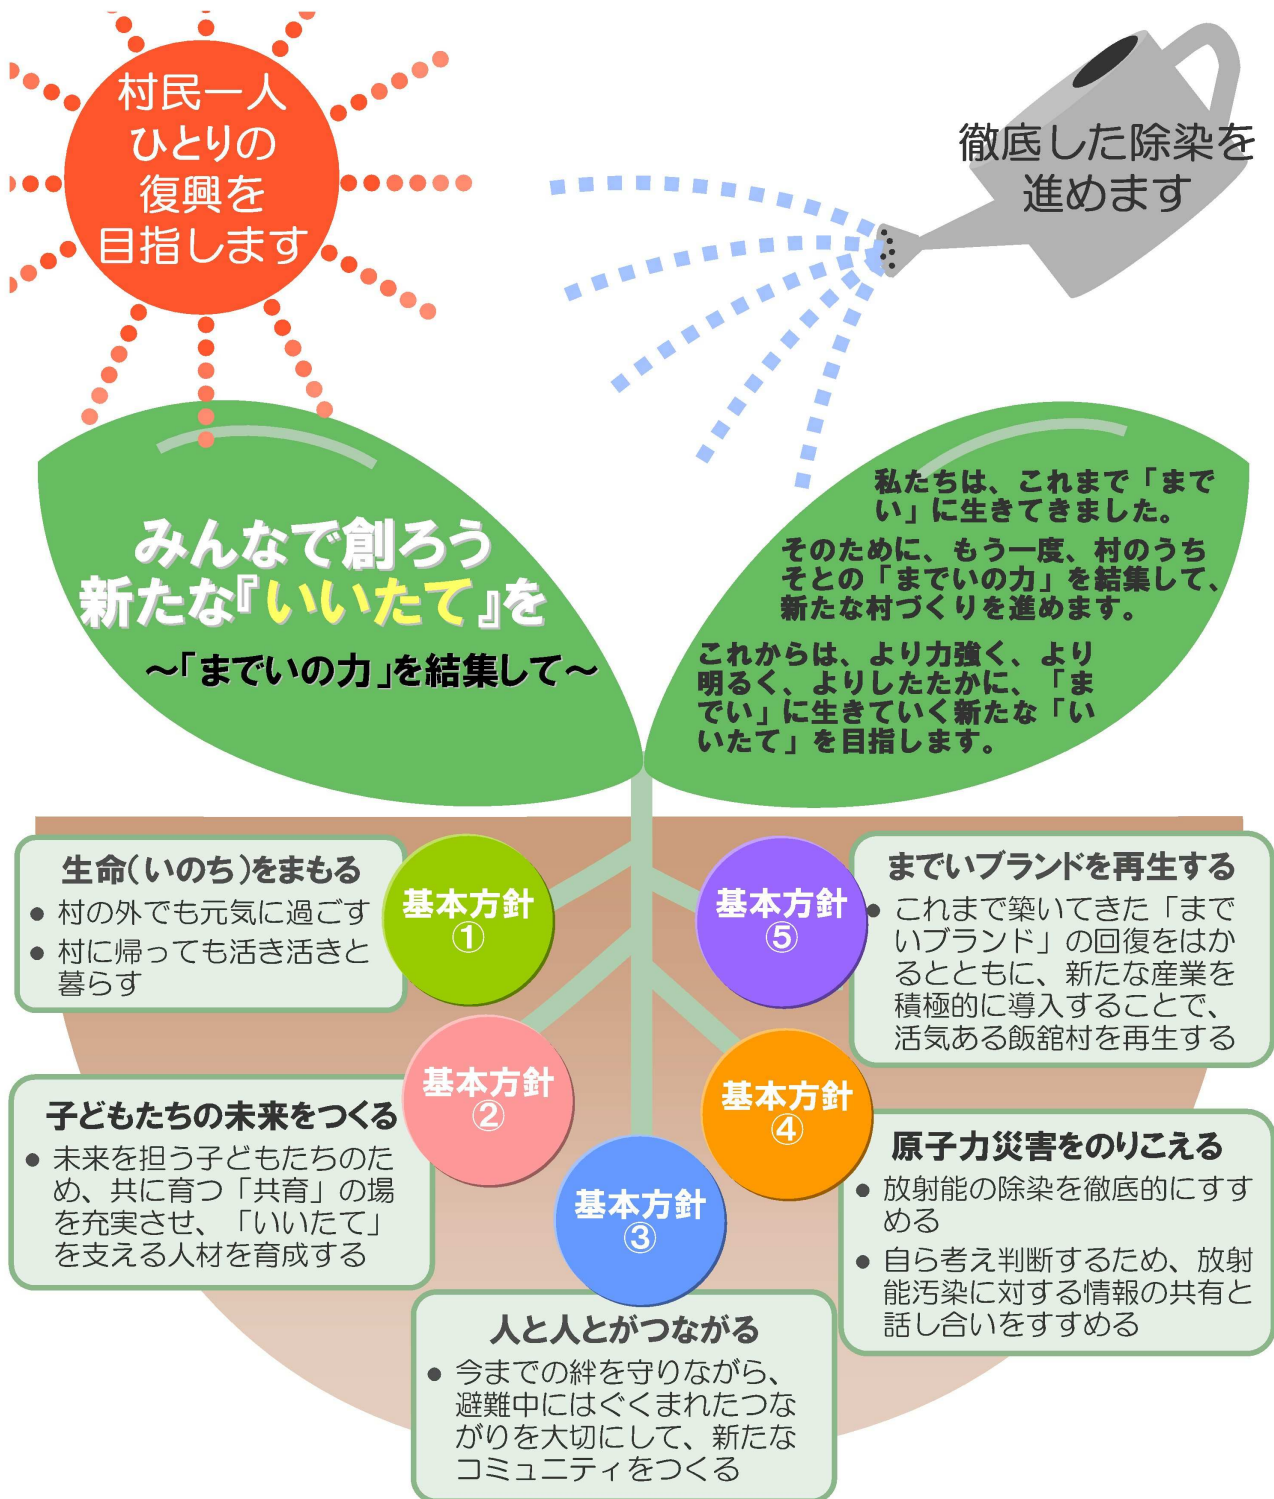 村民一人
ひとりの
復興を
目指します
徹底した除染を
進めます
みんなで創ろう
新たな『いいたて』を
～「までいの力」を結集して～
私たちは、これまで「まで
い」に生きてきました。
そのために、もう一度、村のうち
そとの「までいの力」を結集して、
新たな村づくりを進めます。
これからは、より力強く、より
明るく、よりしたたかに、「ま
でい」に生きていく新たな「い
いたて」を目指します。
基本方針
①
生命(いのち)をまもる
● 村の外でも元気に過ごす
● 村に帰っても活き活きと
暮らす
基本方針
②
子どもたちの未来をつくる
● 未来を担う子どもたちのた
め、共に育つ「共育」の場
を充実させ、「いいたて」
を支える人材を育成する
基本方針
③
人と人とがつながる
● 今までの絆を守りながら、
避難中にはぐくまれたつな
がりを大切にして、新たな
コミュニティをつくる
基本方針
④
原子力災害をのりこえる
● 放射能の除染を徹底的にすす
める
● 自ら考え判断するため、放射
能汚染に対する情報の共有と
話し合いをすすめる
基本方針
⑤
までいブランドを再生する
● これまで築いてきた「まで
いブランド」の回復をはか
るとともに、新たな産業を
積極的に導入することで、
活気ある飯舘村を再生する